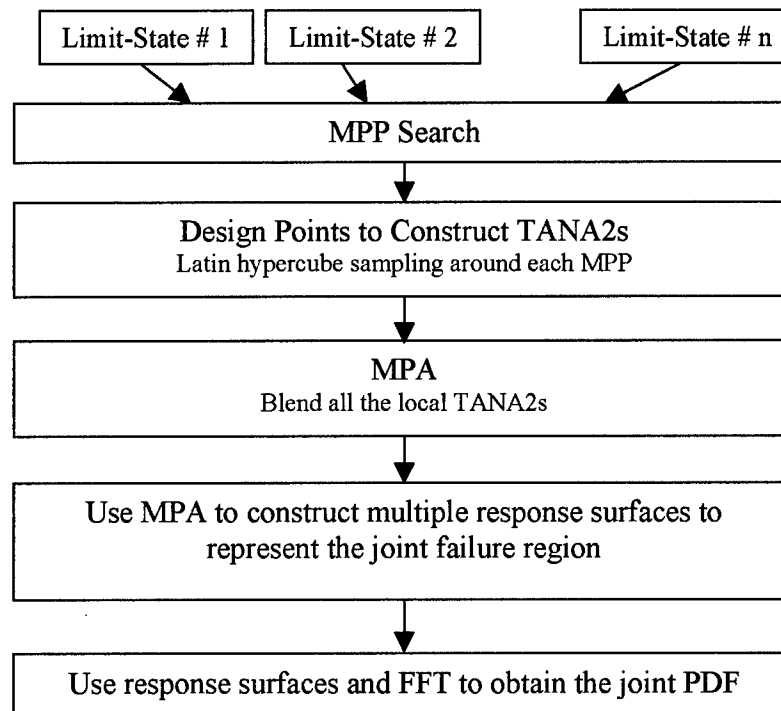 Limit-State # 1
Limit-State # 2
Limit-State # n
MPP Search
Design Points to Construct TANA2s
Latin hypercube sampling around each MPP
MPA
Blend all the local TANA2s
Use MPA to construct multiple response surfaces to
represent the joint failure region
Use response surfaces and FFT to obtain the joint PDF